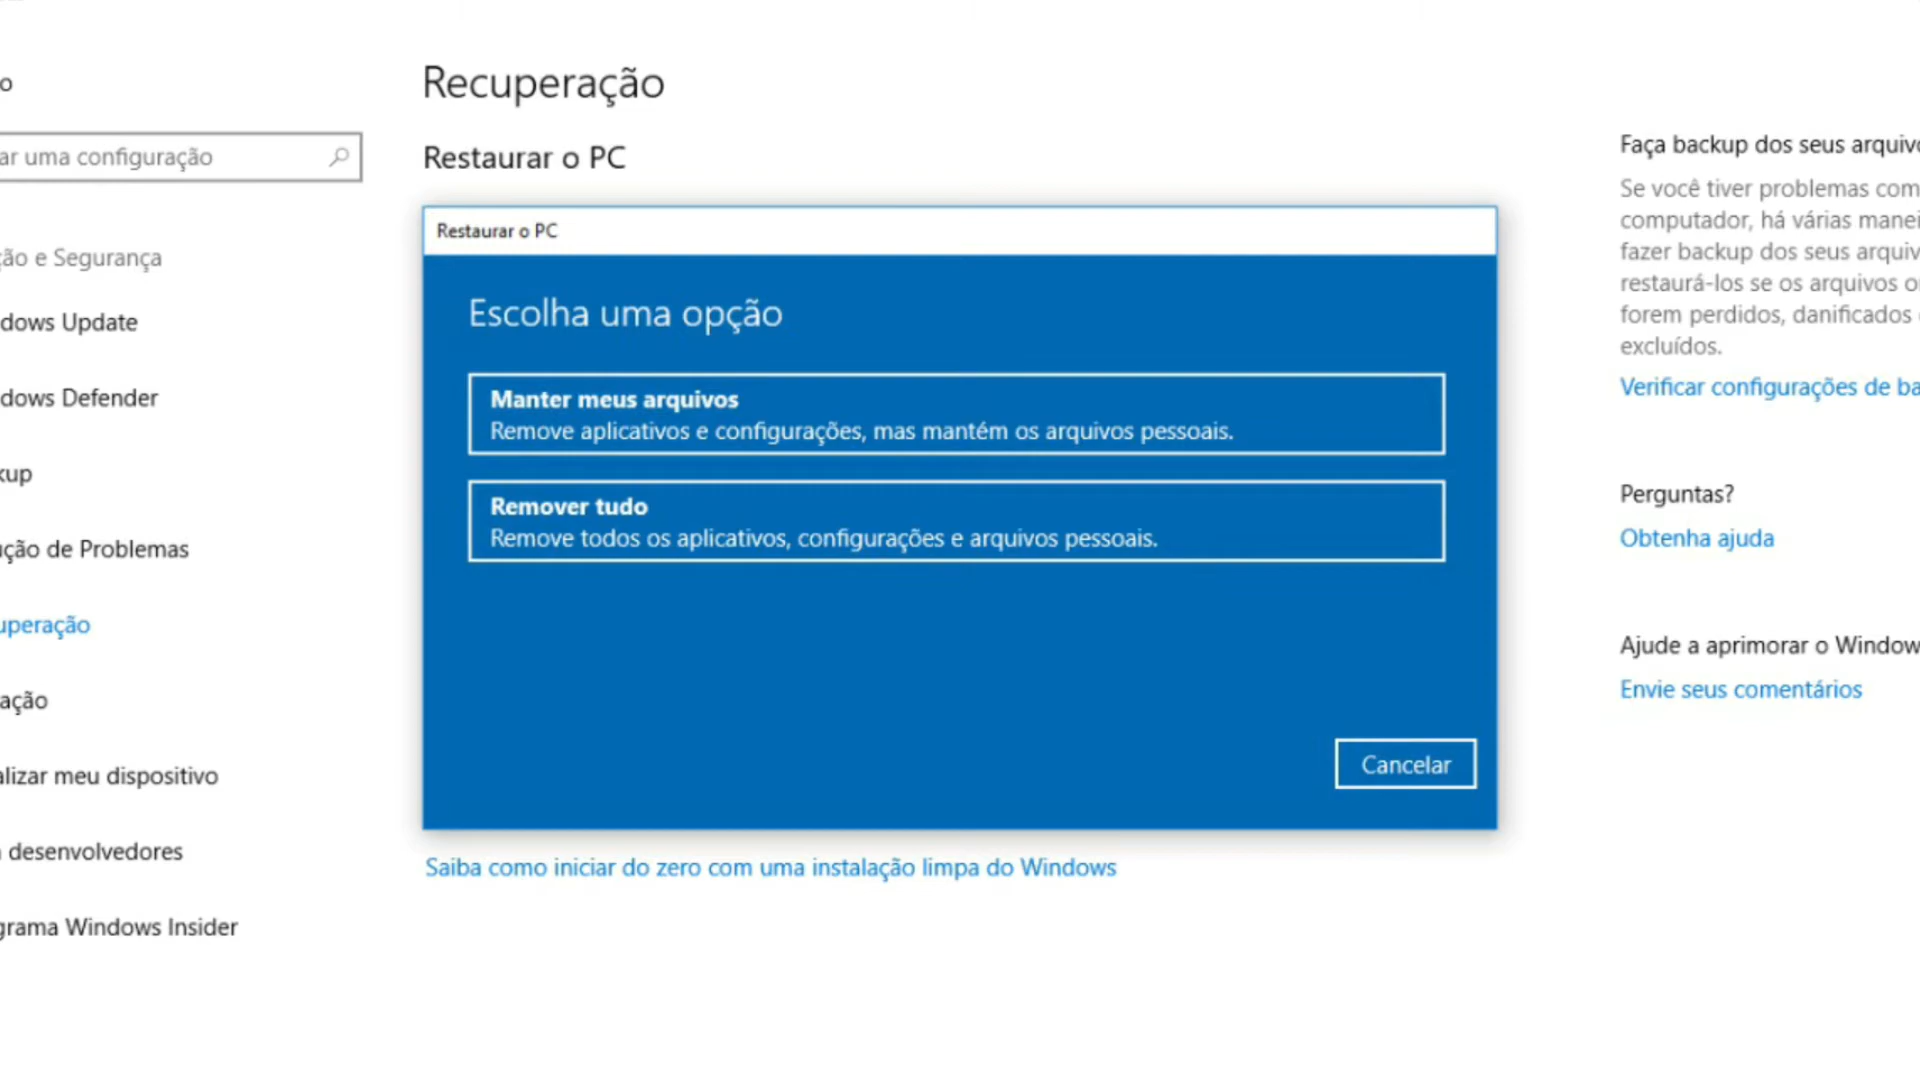 o
Recuperação
ar uma configuração
Restaurar o PC
Restaurar o PC
Escolha uma opção
Manter meus arquivos
Remove aplicativos e configurações, mas mantém os arquivos pessoais.
Remover tudo
Remove todos os aplicativos, configurações e arquivos pessoais.
Cancelar
Saiba como iniciar do zero com uma instalação limpa do Windows
ção e Segurança
dows Update
dows Defender
kup
ução de Problemas
uperação
ação
alizar meu dispositivo
desenvolvedores
grama Windows Insider
Faça backup dos seus arquivo
Se você tiver problemas com
computador, há várias manei
fazer backup dos seus arquiv
restaurá-los se os arquivos o
forem perdidos, danificados
excluídos.
Verificar configurações de ba
Perguntas?
Obtenha ajuda
Ajude a aprimorar o Window
Envie seus comentários